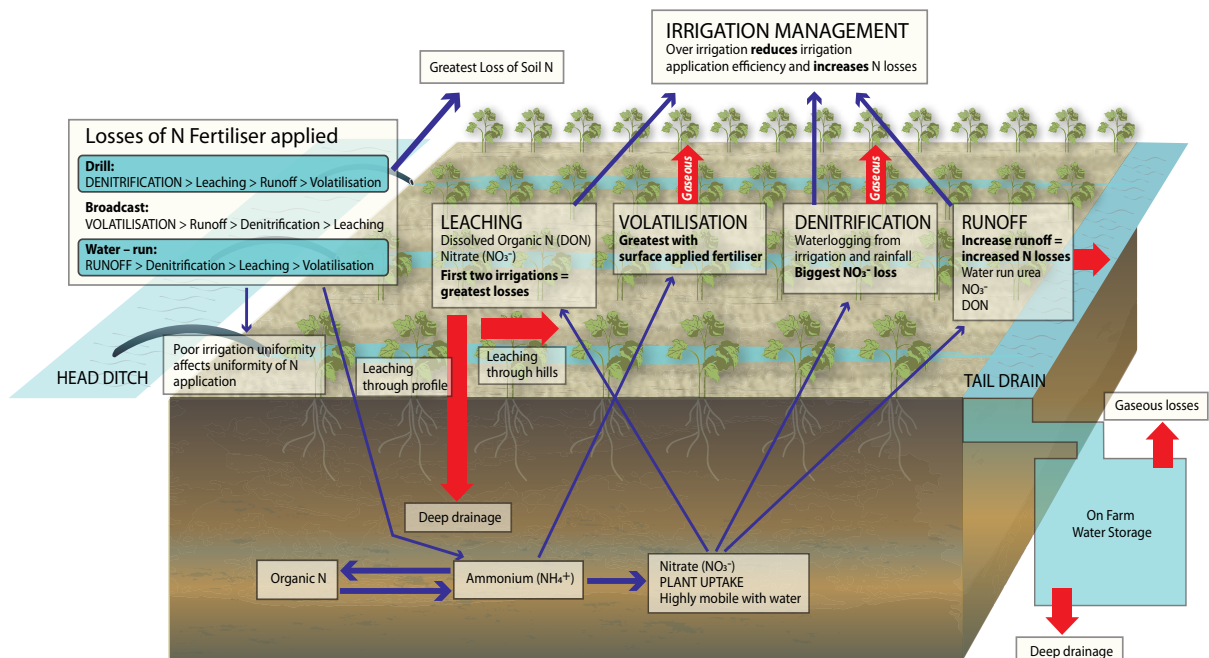 IRRIGATION MANAGEMENT
Over irrigation reduces irrigation
application efficiency and increases N losses
Greatest Loss of Soil N
Losses of N Fertiliser applied
Drill:
DENITRIFICATION > Leaching > Runoff > Volatilisation
Broadcast:
VOLATILISATION > Runoff > Denitrification > Leaching
Water – run:
RUNOFF > Denitrification > Leaching > Volatilisation
Gaseous
Gaseous
LEACHING
Dissolved Organic N (DON)
Nitrate (NO₃⁻)
First two irrigations =
greatest losses
VOLATILISATION
Greatest with
surface applied fertiliser
DENITRIFICATION
Waterlogging from
irrigation and rainfall
Biggest NO₃⁻ loss
RUNOFF
Increase runoff =
increased N losses
Water run urea
NO₃⁻
DON
Poor irrigation uniformity
affects uniformity of N
application
HEAD DITCH
Leaching
through profile
Leaching
through hills
TAIL DRAIN
Gaseous losses
Deep drainage
On Farm
Water Storage
Organic N
Ammonium (NH₄⁺)
Nitrate (NO₃⁻)
PLANT UPTAKE
Highly mobile with water
Deep drainage